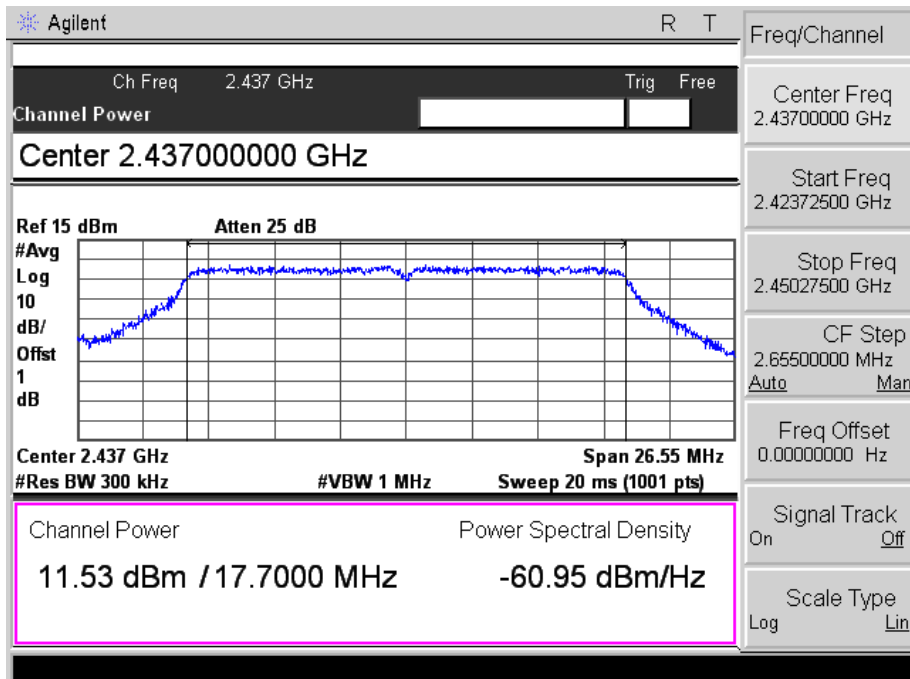 Agilent R T
Ch Freq 2.437 GHz Trig Free
Channel Power
Center 2.437000000 GHz
Ref 15 dBm Atten 25 dB
#Avg
Log
10
dB/
Offst
1
dB
Center 2.437 GHz Span 26.55 MHz
#Res BW 300 kHz #VBW 1 MHz Sweep 20 ms (1001 pts)
Channel Power Power Spectral Density
11.53 dBm / 17.7000 MHz -60.95 dBm/Hz
Freq/Channel
Center Freq
2.43700000 GHz
Start Freq
2.42372500 GHz
Stop Freq
2.45027500 GHz
CF Step
2.65500000 MHz
Auto Man
Freq Offset
0.00000000 Hz
Signal Track
On Off
Scale Type
Log Lin